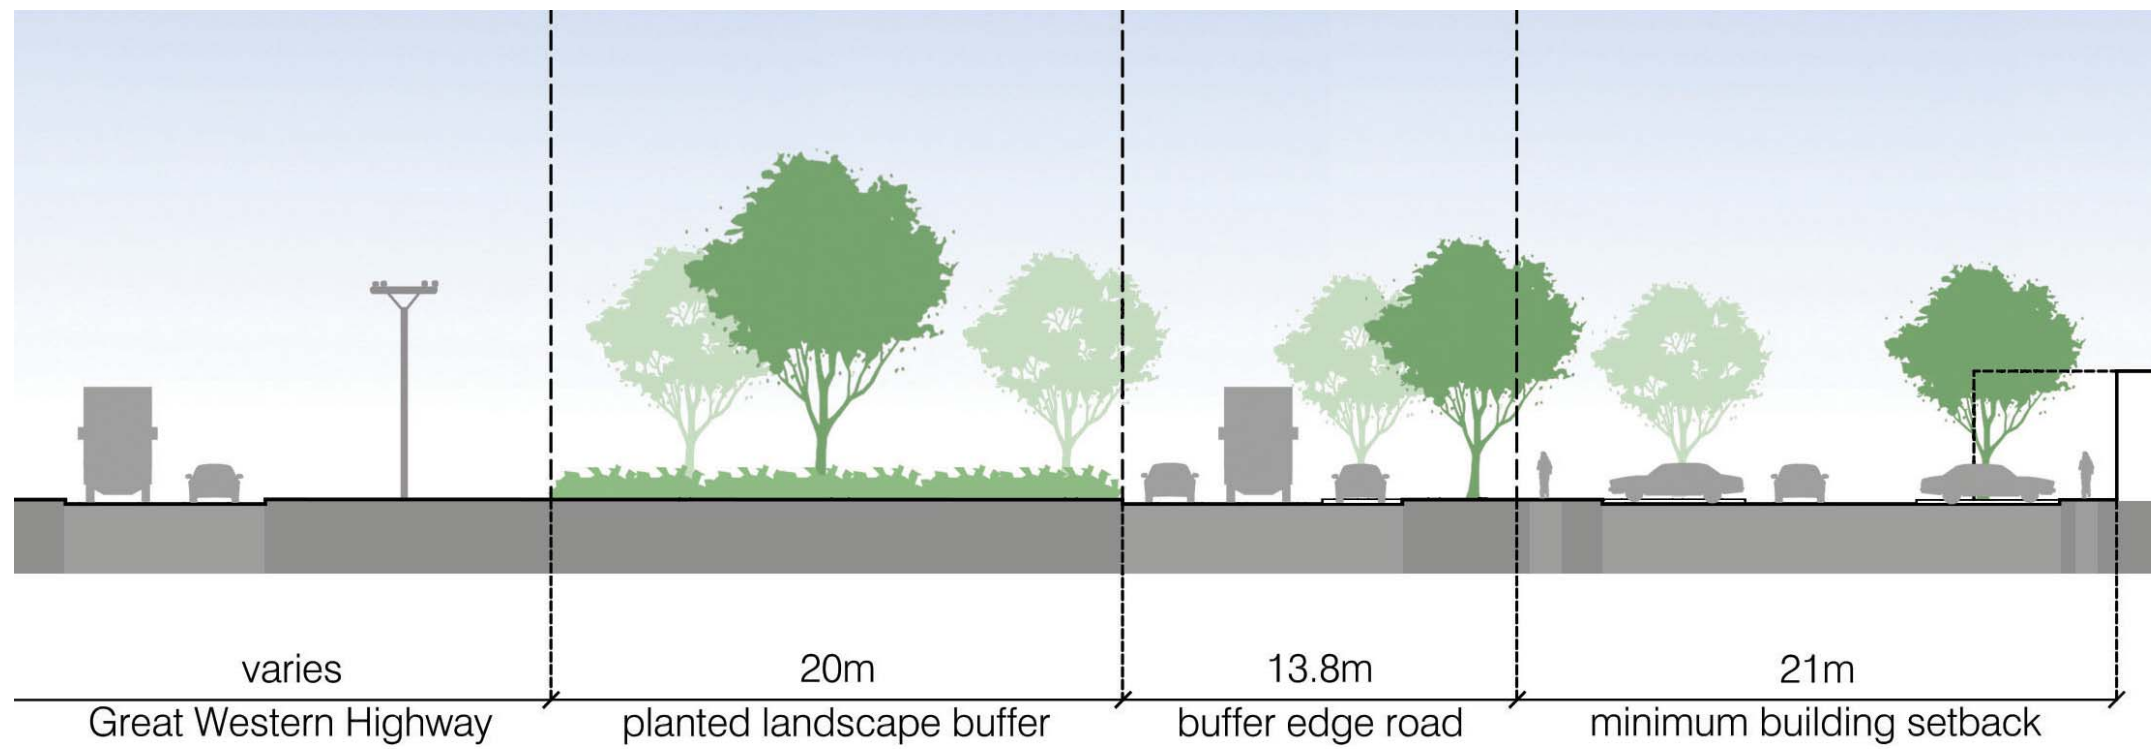 varies 20m 13.8m 21m
Great Western Highway planted landscape buffer buffer edge road minimum building setback